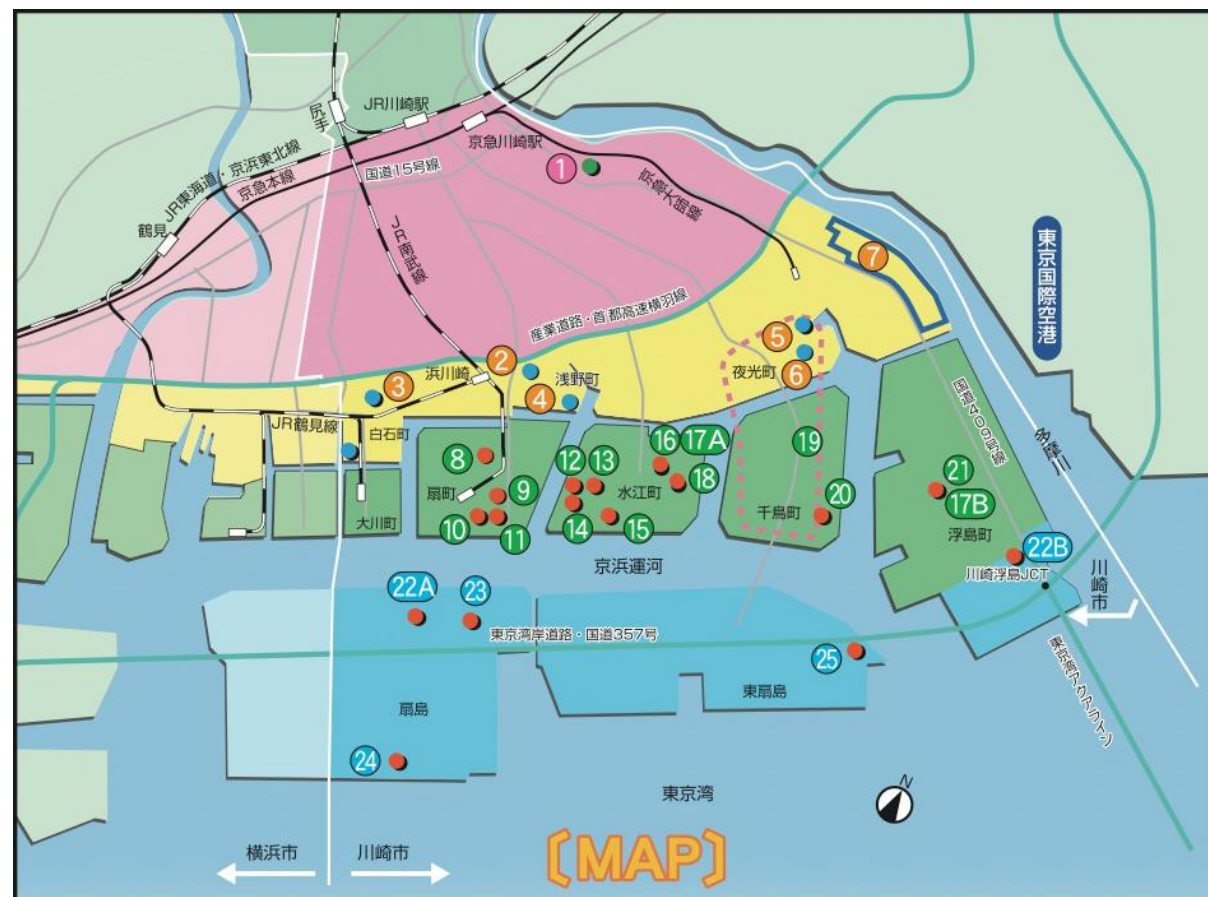 尻手
JR川崎駅
京急川崎駅
JR東海道・京浜東北線
京急本線
国道15号線
鶴見
JR南武線
1
京急大師線
東京国際空港
7
産業道路・首都高速横羽線
5
6
夜光町
2
浜川崎
浅野町
4
3
JR鶴見線
白石町
国道409号線
多摩川
8
9
扇町
10
11
大川町
12
13
14
15
水江町
16
17A
18
19
20
千鳥町
21
17B
浮島町
22B
川崎浮島JCT
川崎市
京浜運河
22A
23
東京湾岸道路・国道357号
25
東扇島
扇島
24
東京湾アクアライン
東京湾
N
横浜市
川崎市
[MAP]